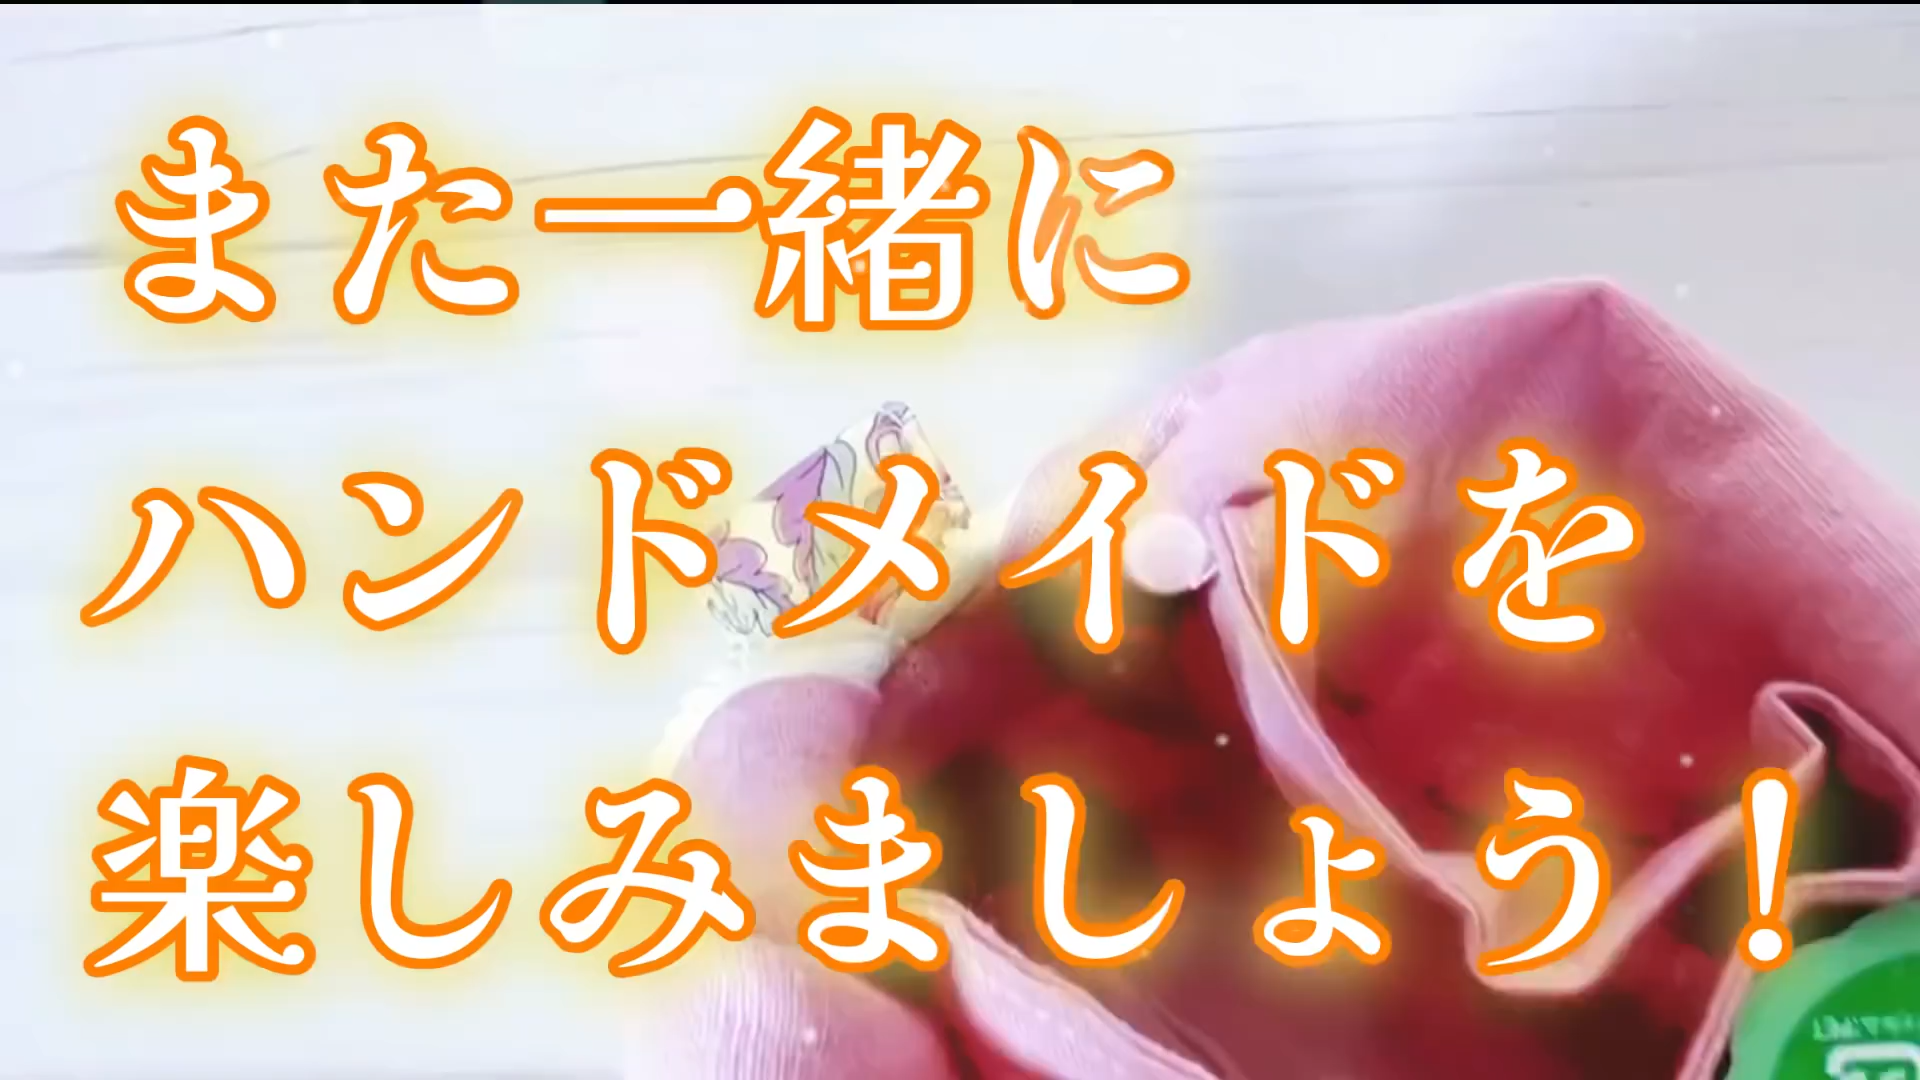 また一緒に
ハンドメイドを
楽しみましょう！